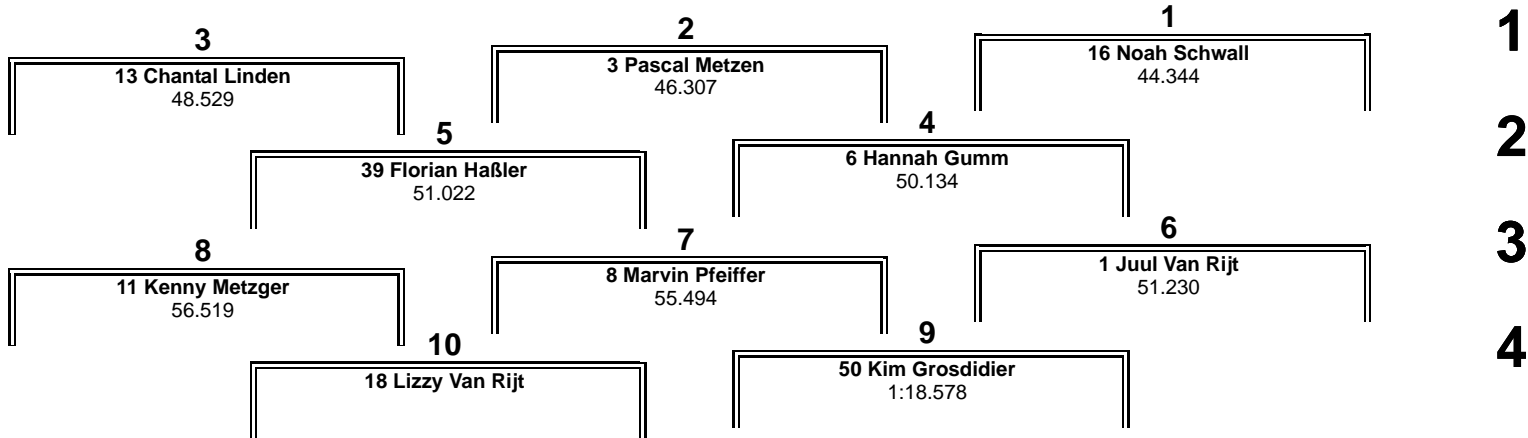 3
13 Chantal Linden
48.529
2
3 Pascal Metzen
46.307
1
16 Noah Schwall
44.344
1
5
39 Florian Haßler
51.022
4
6 Hannah Gumm
50.134
2
8
11 Kenny Metzger
56.519
7
8 Marvin Pfeiffer
55.494
6
1 Juul Van Rijt
51.230
3
10
18 Lizzy Van Rijt
9
50 Kim Grosdidier
1:18.578
4